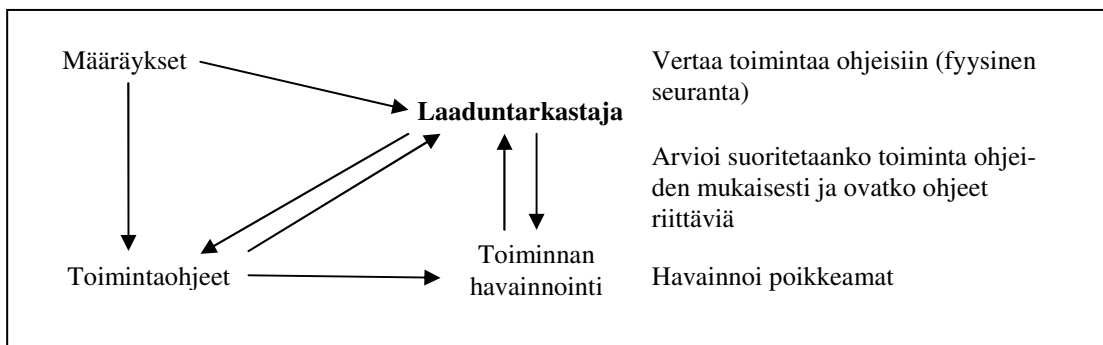 Määräykset
Laaduntarkastaja
Toimintaohjeet
Toiminnan
havainnointi
Vertaa toimintaa ohjeisiin (fyysinen
seuranta)
Arvioi suoritetaanko toiminta ohjei-
den mukaisesti ja ovatko ohjeet
riittäviä
Havainnoi poikkeamat